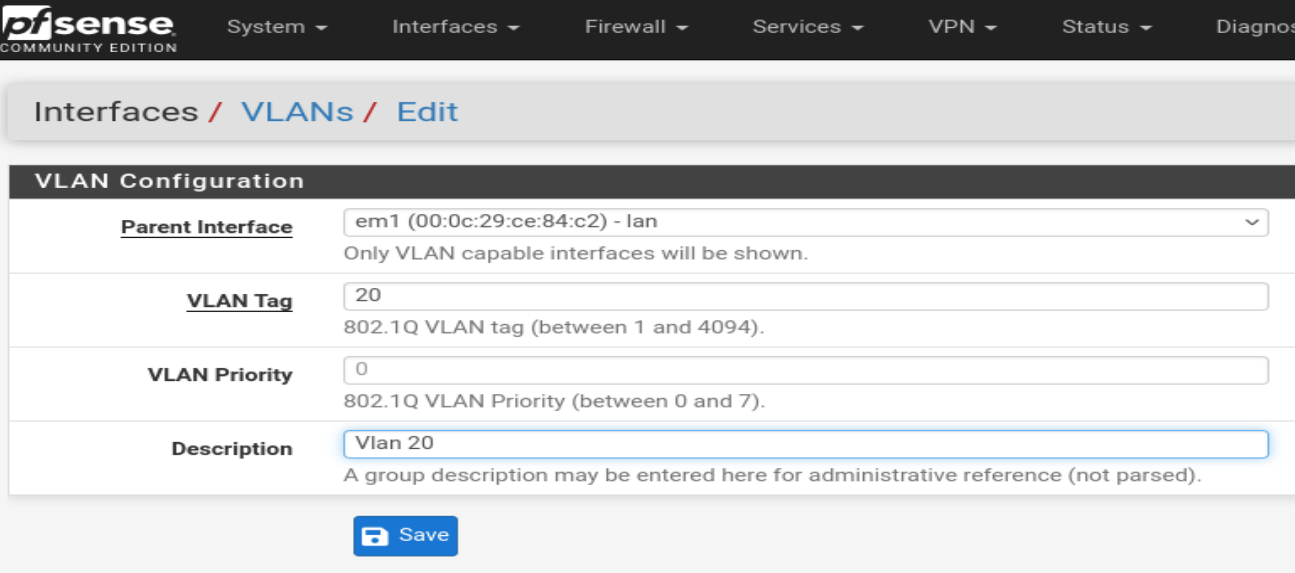 pfsense
COMMUNITY EDITION
System Interfaces Firewall Services VPN Status Diagnos
Interfaces / VLANs / Edit
VLAN Configuration
Parent Interface em1 (00:0c:29:ce:84:c2) - lan
Only VLAN capable interfaces will be shown.
VLAN Tag 20
802.1Q VLAN tag (between 1 and 4094).
VLAN Priority 0
802.1Q VLAN Priority (between 0 and 7).
Description Vlan 20
A group description may be entered here for administrative reference (not parsed).
Save